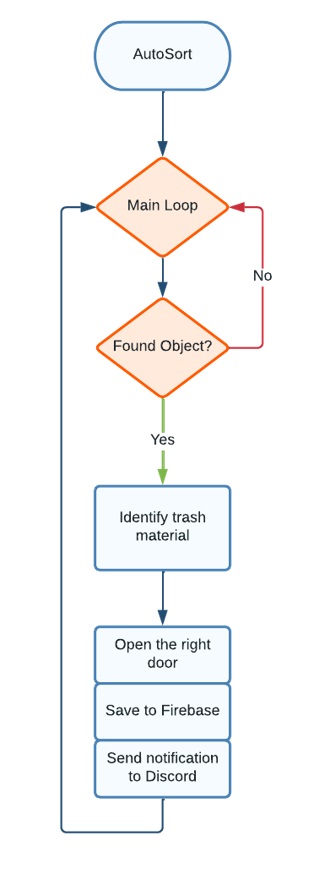 AutoSort
Main Loop
No
Found Object?
Yes
Identify trash
material
Open the right
door
Save to Firebase
Send notification
to Discord